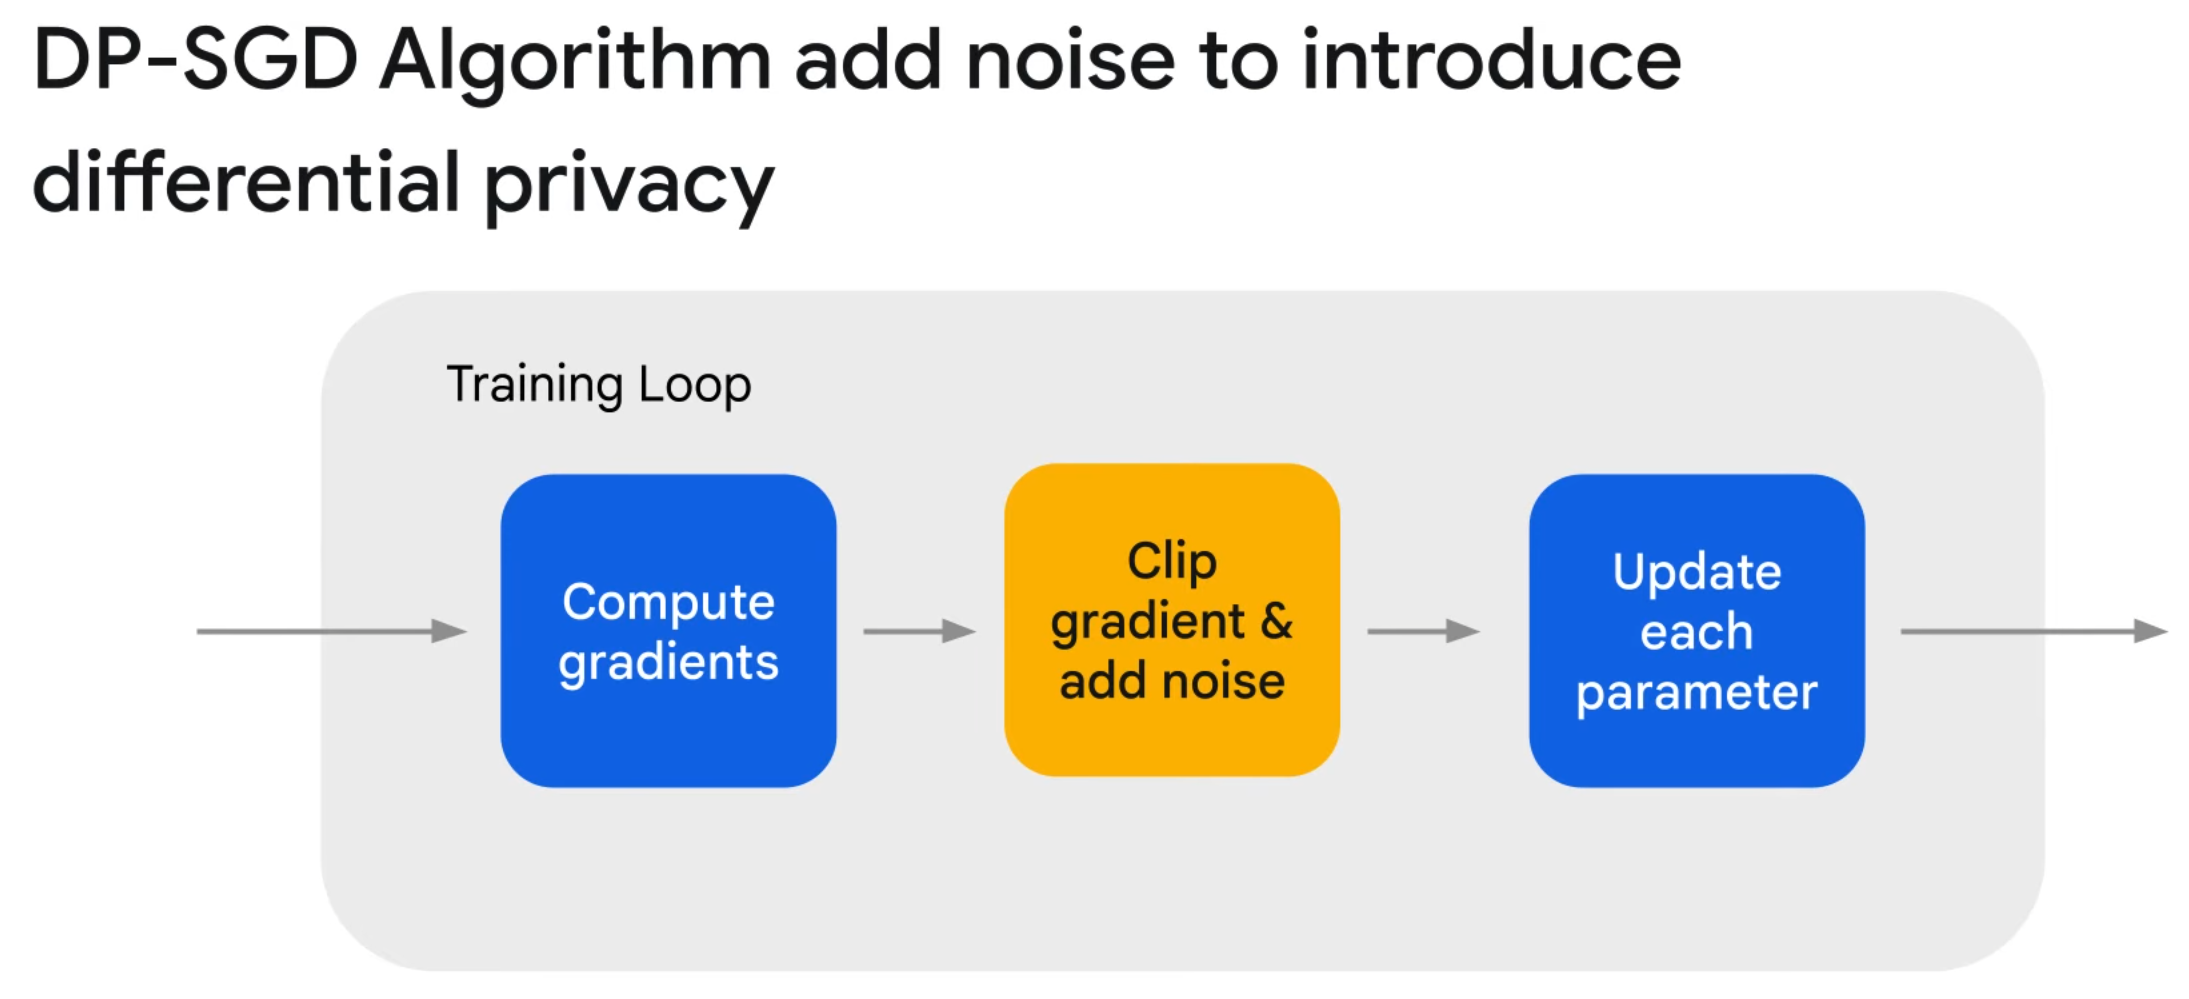 DP-SGD Algorithm add noise to introduce
differential privacy
Training Loop
Compute
gradients
Clip
gradient &
add noise
Update
each
parameter